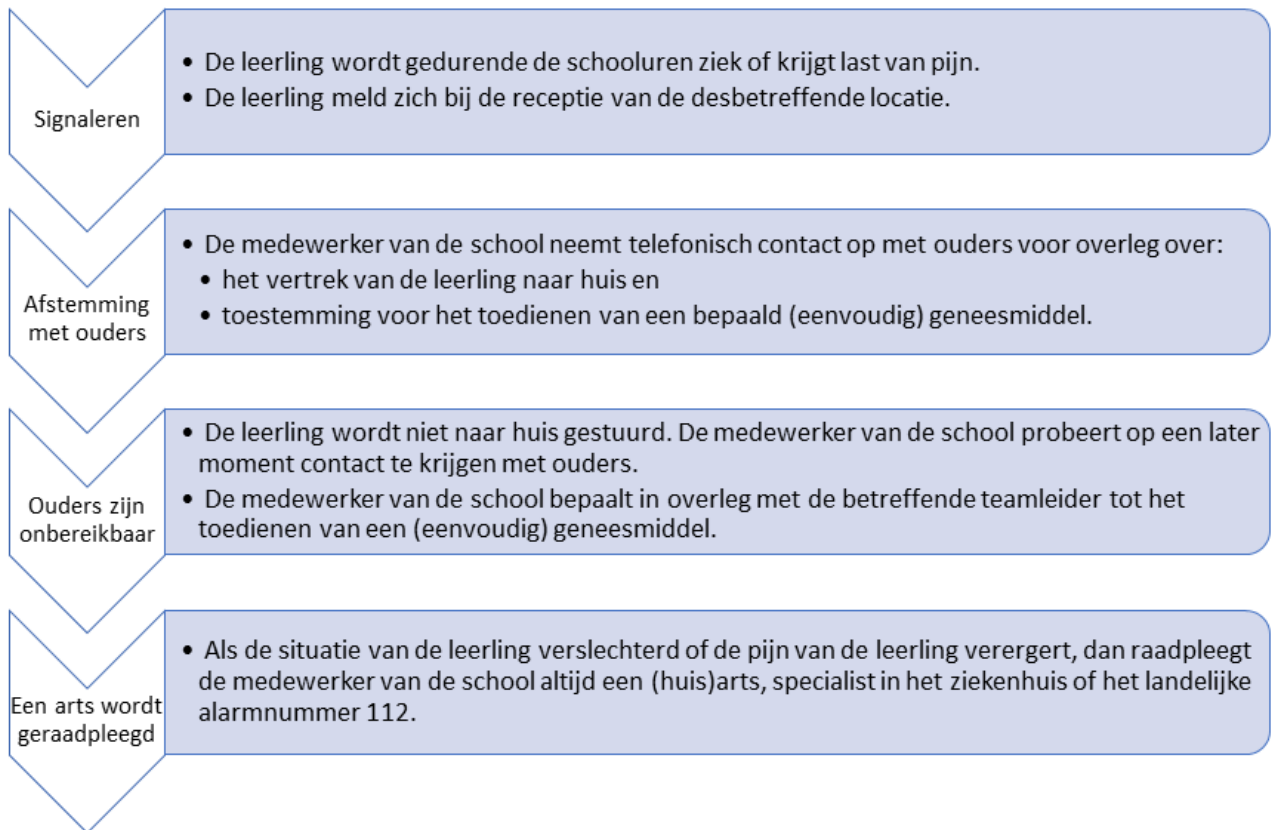 Signaleren
• De leerling wordt gedurende de schooluren ziek of krijgt last van pijn.
• De leerling meld zich bij de receptie van de desbetreffende locatie.
Afstemming
met ouders
• De medewerker van de school neemt telefonisch contact op met ouders voor overleg over:
• het vertrek van de leerling naar huis en
• toestemming voor het toedienen van een bepaald (eenvoudig) geneesmiddel.
Ouders zijn
onbereikbaar
• De leerling wordt niet naar huis gestuurd. De medewerker van de school probeert op een later
moment contact te krijgen met ouders.
• De medewerker van de school bepaalt in overleg met de betreffende teamleider tot het
toedienen van een (eenvoudig) geneesmiddel.
Een arts wordt
geraadpleegd
• Als de situatie van de leerling verslechterd of de pijn van de leerling verergert, dan raadpleegt
de medewerker van de school altijd een (huis)arts, specialist in het ziekenhuis of het landelijke
alarmnummer 112.